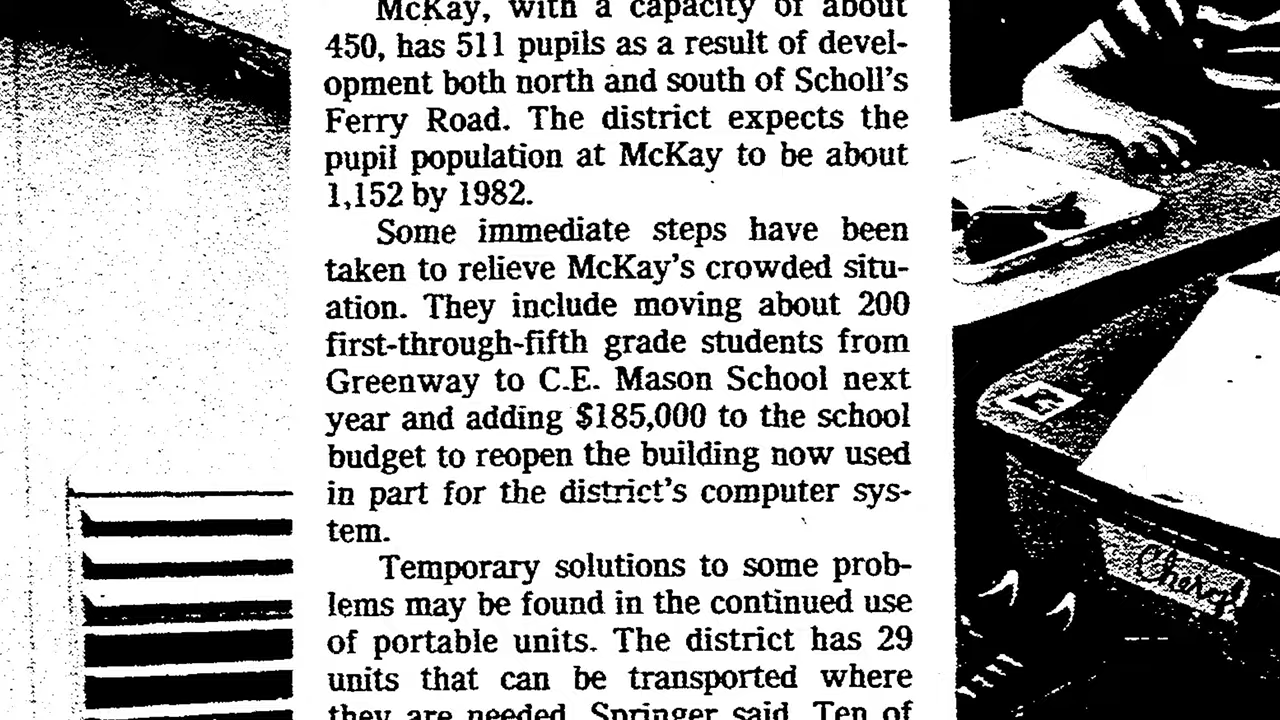 McKay, with a capacity of about
450, has 511 pupils as a result of devel-
opment both north and south of Scholl's
Ferry Road. The district expects the
pupil population at McKay to be about
1,152 by 1982.
Some immediate steps have been
taken to relieve McKay's crowded situ-
ation. They include moving about 200
first-through-fifth grade students from
Greenway to C.E. Mason School next
year and adding $185,000 to the school
budget to reopen the building now used
in part for the district's computer sys-
tem.
Temporary solutions to some prob-
lems may be found in the continued use
of portable units. The district has 29
units that can be transported where
they are needed, Springer said. Ten of
Cheryl